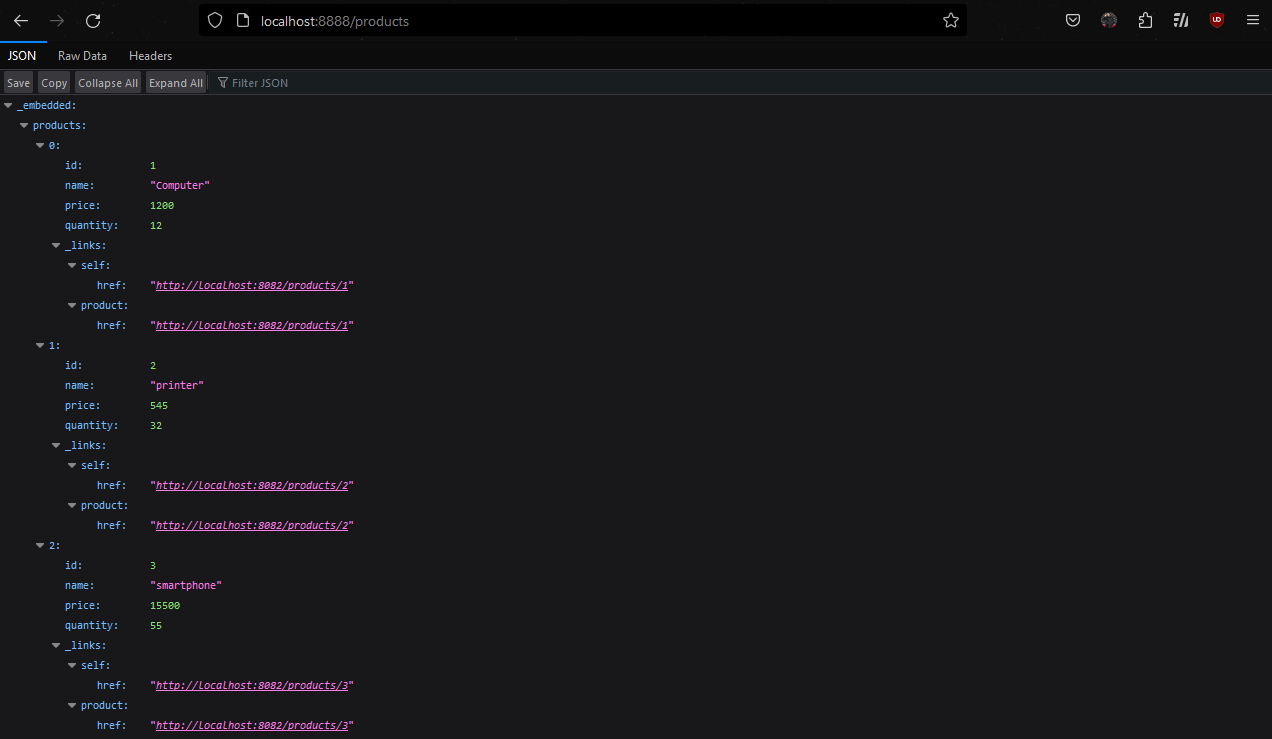 localhost:8888/products
JSON Raw Data Headers
Save Copy Collapse All Expand All Filter JSON
_embedded:
products:
0:
id: 1
name: "Computer"
price: 1200
quantity: 12
_links:
self:
href: "http://localhost:8082/products/1"
product:
href: "http://localhost:8082/products/1"
1:
id: 2
name: "printer"
price: 545
quantity: 32
_links:
self:
href: "http://localhost:8082/products/2"
product:
href: "http://localhost:8082/products/2"
2:
id: 3
name: "smartphone"
price: 15500
quantity: 55
_links:
self:
href: "http://localhost:8082/products/3"
product:
href: "http://localhost:8082/products/3"